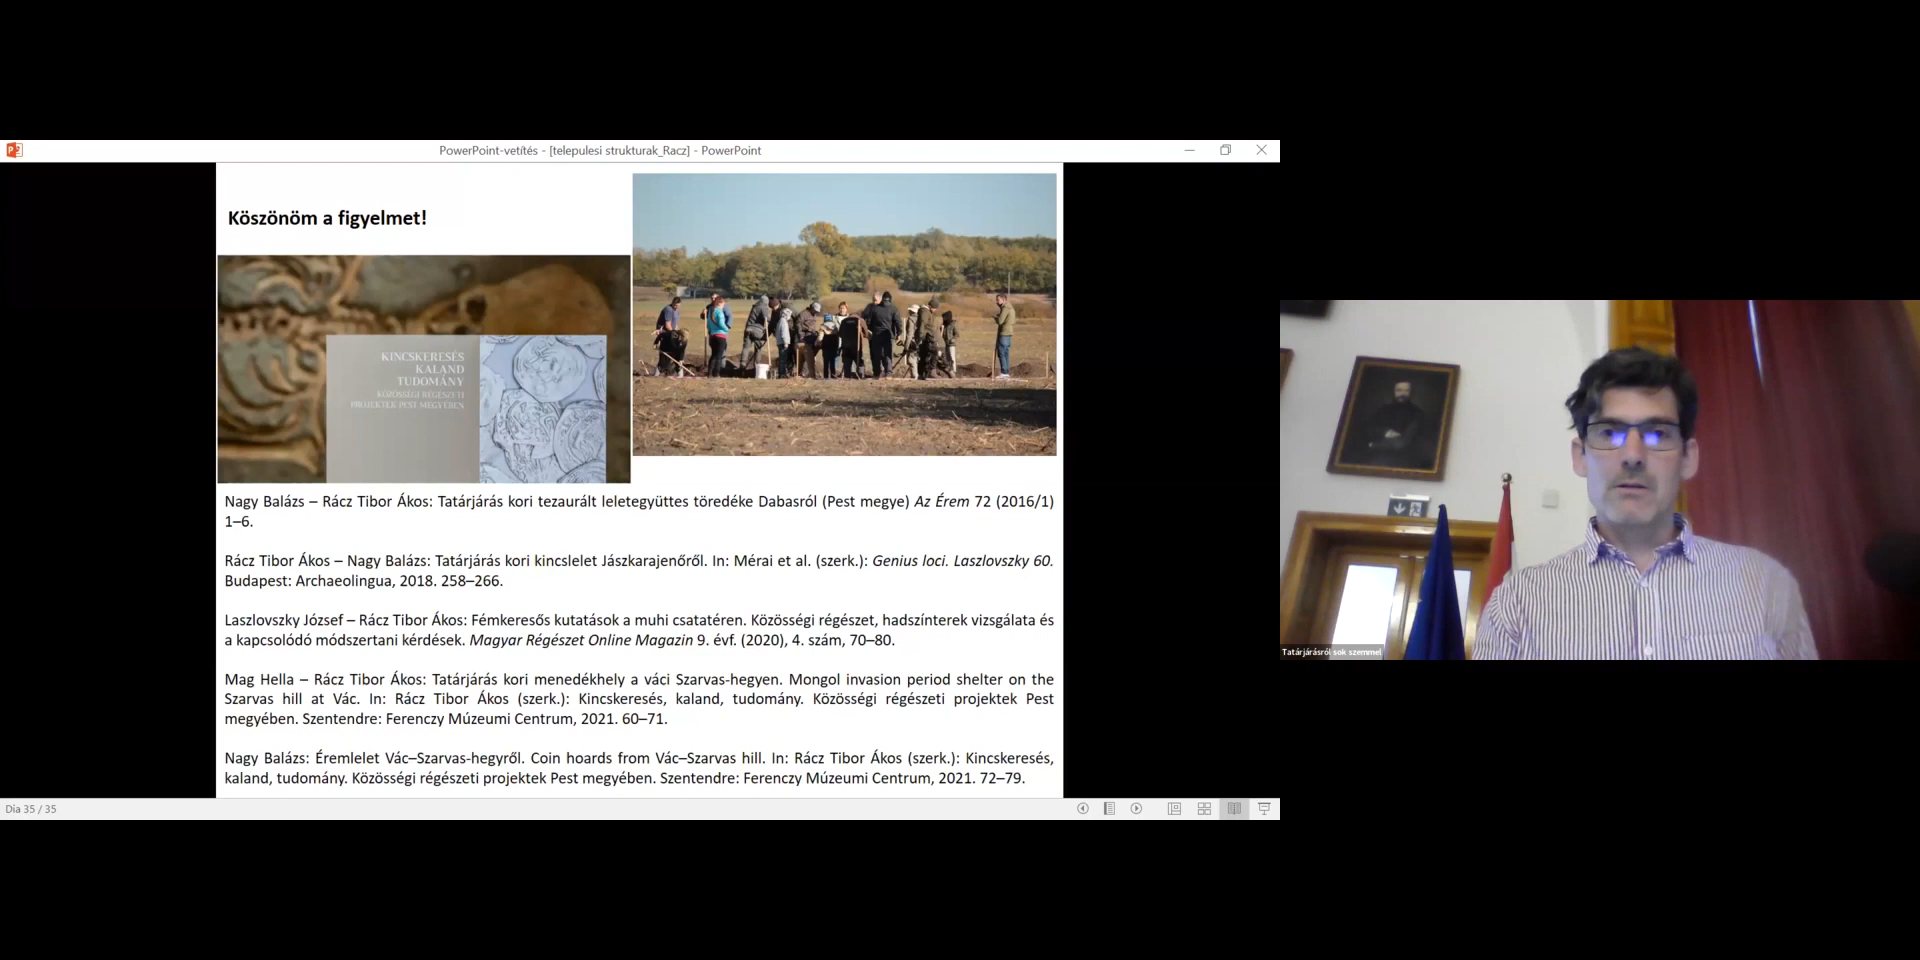 PowerPoint-vetítés - [telepulesi strukturak_Racz] - PowerPoint
Köszönöm a figyelmet!
KINCSKERESÉS
KALAND
TUDOMÁNY
KÖZÖSSÉGI RÉGÉSZETI
PROJEKTEK PEST MEGYÉBEN
Nagy Balázs – Rácz Tibor Ákos: Tatárjárás kori tezaurált leletegyüttes töredéke Dabasról (Pest megye) Az Érem 72 (2016/1)
1–6.
Rácz Tibor Ákos – Nagy Balázs: Tatárjárás kori kincslelet Jászkarajenőről. In: Mérai et al. (szerk.): Genius loci. Laszlovszky 60.
Budapest: Archaeolingua, 2018. 258–266.
Laszlovszky József – Rácz Tibor Ákos: Fémkeresős kutatások a muhi csatatéren. Közösségi régészet, hadszínterek vizsgálata és
a kapcsolódó módszertani kérdések. Magyar Régészet Online Magazin 9. évf. (2020), 4. szám, 70–80.
Mag Hella – Rácz Tibor Ákos: Tatárjárás kori menedékhely a váci Szarvas-hegyen. Mongol invasion period shelter on the
Szarvas hill at Vác. In: Rácz Tibor Ákos (szerk.): Kincskeresés, kaland, tudomány. Közösségi régészeti projektek Pest
megyében. Szentendre: Ferenczy Múzeumi Centrum, 2021. 60–71.
Nagy Balázs: Éremlelet Vác–Szarvas-hegyről. Coin hoards from Vác–Szarvas hill. In: Rácz Tibor Ákos (szerk.): Kincskeresés,
kaland, tudomány. Közösségi régészeti projektek Pest megyében. Szentendre: Ferenczy Múzeumi Centrum, 2021. 72–79.
Dia 35 / 35
Tatárjárásról sok szemmel